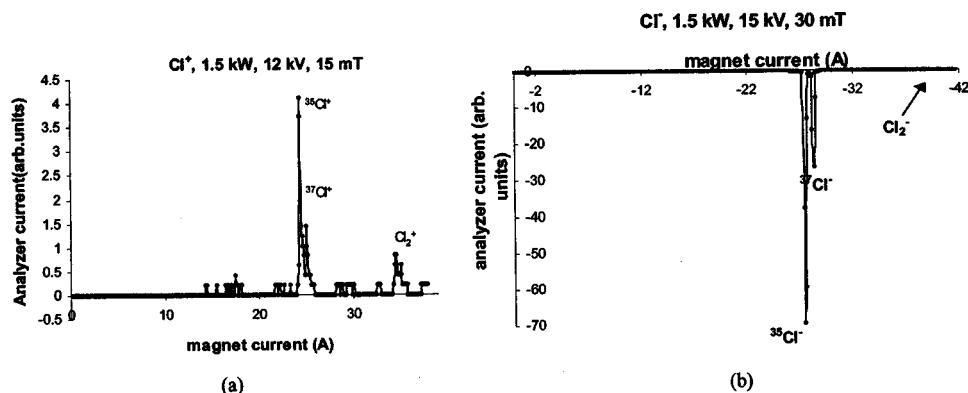 Cl⁺, 1.5 kW, 12 kV, 15 mT
Analyzer current(arb.units)
4.5
4
3.5
3
2.5
2
1.5
1
0.5
0
-0.5
³⁵Cl⁺
³⁷Cl⁺
Cl₂⁺
0
10
20
30
magnet current (A)
(a)
Cl⁻, 1.5 kW, 15 kV, 30 mT
magnet current (A)
analyzer current (arb.
units)
0
-10
-20
-30
-40
-50
-60
-70
-2
-12
-22
-32
-42
Cl₂⁻
³⁷Cl⁻
³⁵Cl⁻
(b)